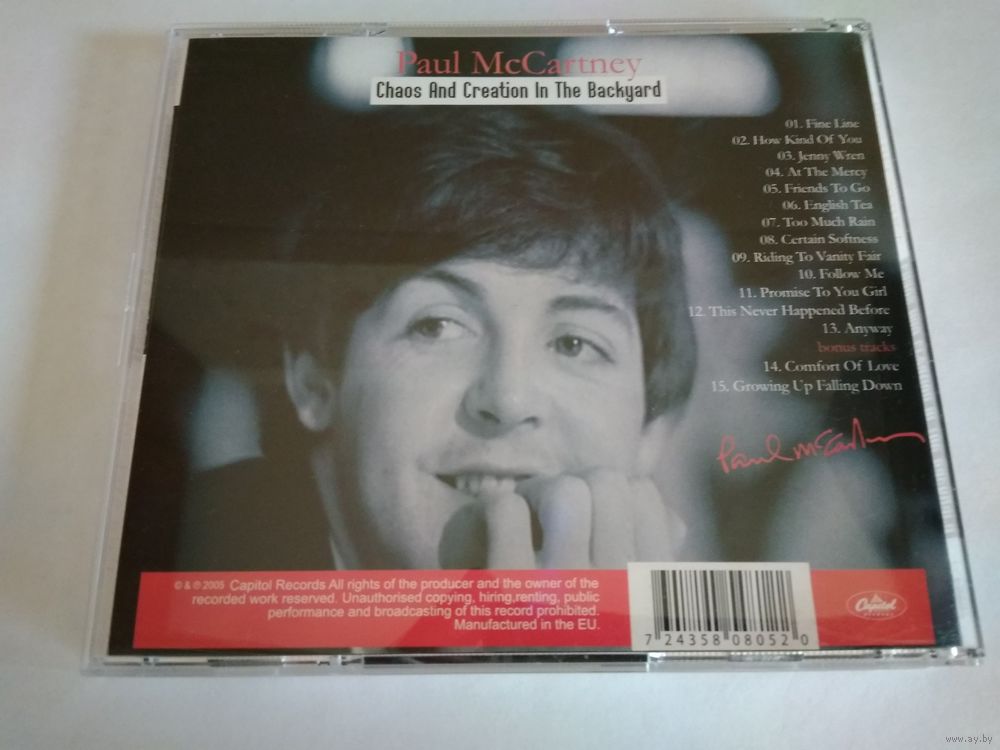 Paul McCartney
Chaos And Creation In The Backyard
01. Fine Line
02. How Kind Of You
03. Jenny Wren
04. At The Mercy
05. Friends To Go
06. English Tea
07. Too Much Rain
08. Certain Softness
09. Riding To Vanity Fair
10. Follow Me
11. Promise To You Girl
12. This Never Happened Before
13. Anyway
bonus tracks
14. Comfort Of Love
15. Growing Up Falling Down
Paul McCartney
© & ℗ 2005 Capitol Records All rights of the producer and the owner of the
recorded work reserved. Unauthorised copying, hiring,renting, public
performance and broadcasting of this record prohibited.
Manufactured in the EU.
7 24358 08052 0
Capitol
RECORDS
www.ay.by